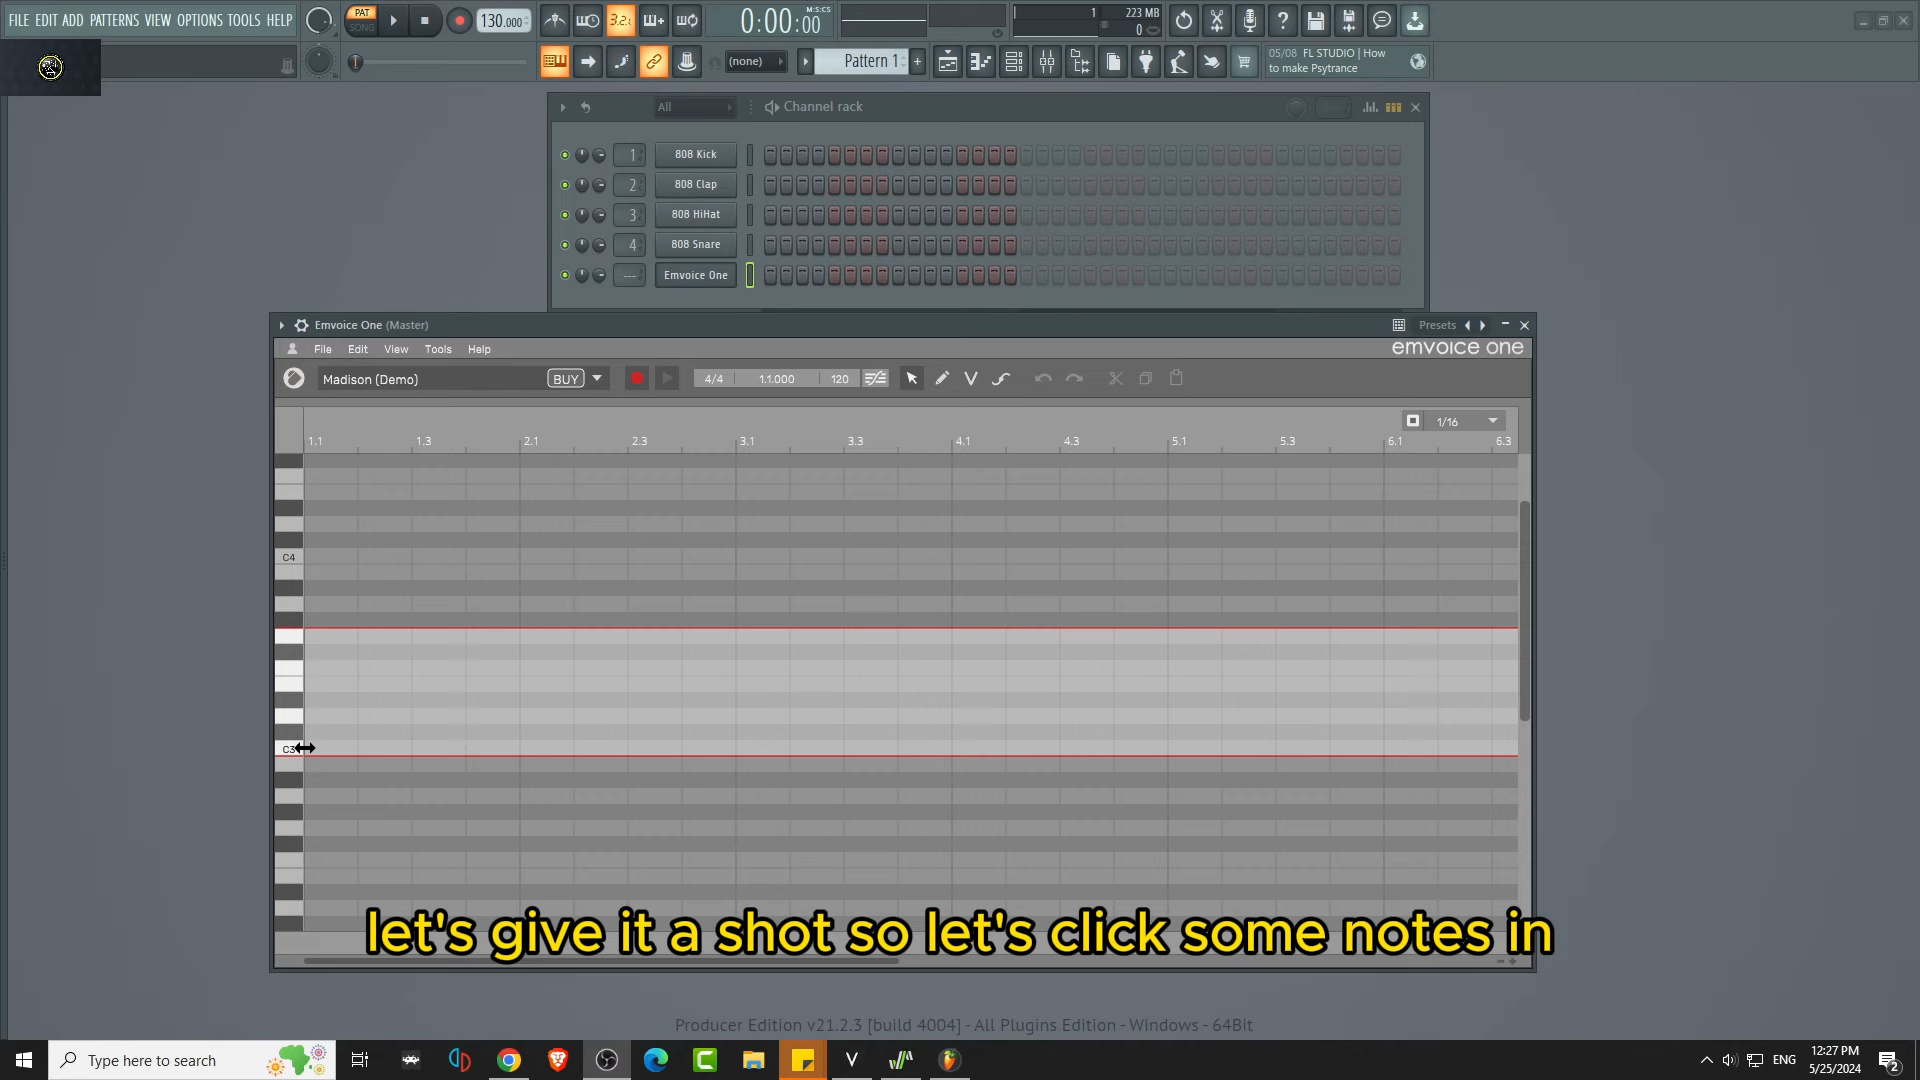 FILE EDIT ADD PATTERNS VIEW OPTIONS TOOLS HELP
PAT
SONG
130.000
3.2.
0:00:00
M:S:CS
1
223 MB
0
(none)
Pattern 1
+
05/08 FL STUDIO | How
to make Psytrance
All
Channel rack
1
808 Kick
2
808 Clap
3
808 HiHat
4
808 Snare
---
Emvoice One
Emvoice One (Master)
Presets
File Edit View Tools Help
emvoice one
Madison (Demo)
BUY
4/4
1.1.000
120
1/16
1.1 1.3 2.1 2.3 3.1 3.3 4.1 4.3 5.1 5.3 6.1 6.3
C4
C3
let's give it a shot so let's click some notes in
Producer Edition v21.2.3 [build 4004] - All Plugins Edition - Windows - 64Bit
Type here to search
ENG
12:27 PM
5/25/2024
2